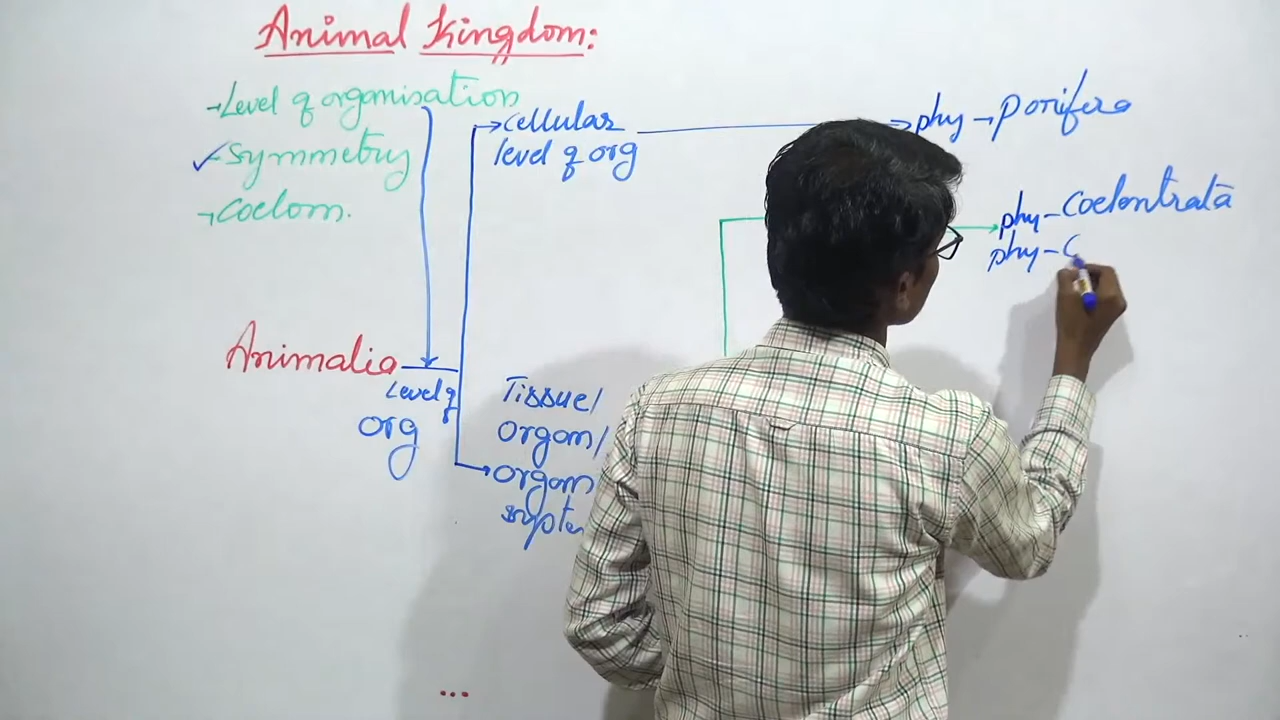 Animal Kingdom:
→Level of organisation
✓-Symmetry
→Coelom.
→cellular
level of org
phy→porifera
phy-Coelentrata
phy-C
Animalia
Level of
org
Tissue/
organ/
organ
syste
...